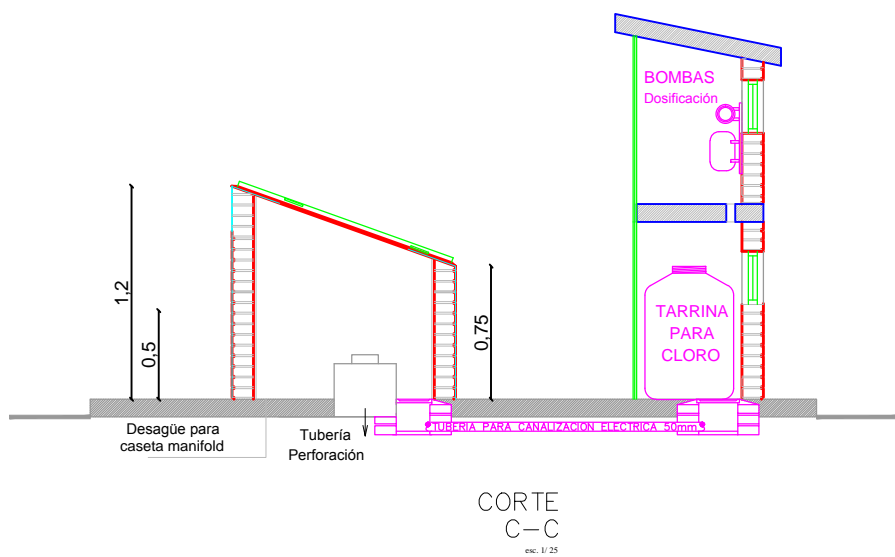 BOMBAS
Dosificación
1,2
0,5
0,75
TARRINA
PARA
CLORO
Desagüe para
caseta manifold
Tubería
Perforación
TUBERIA PARA CANALIZACION ELECTRICA 50mm
CORTE
C-C
esc. 1/ 25